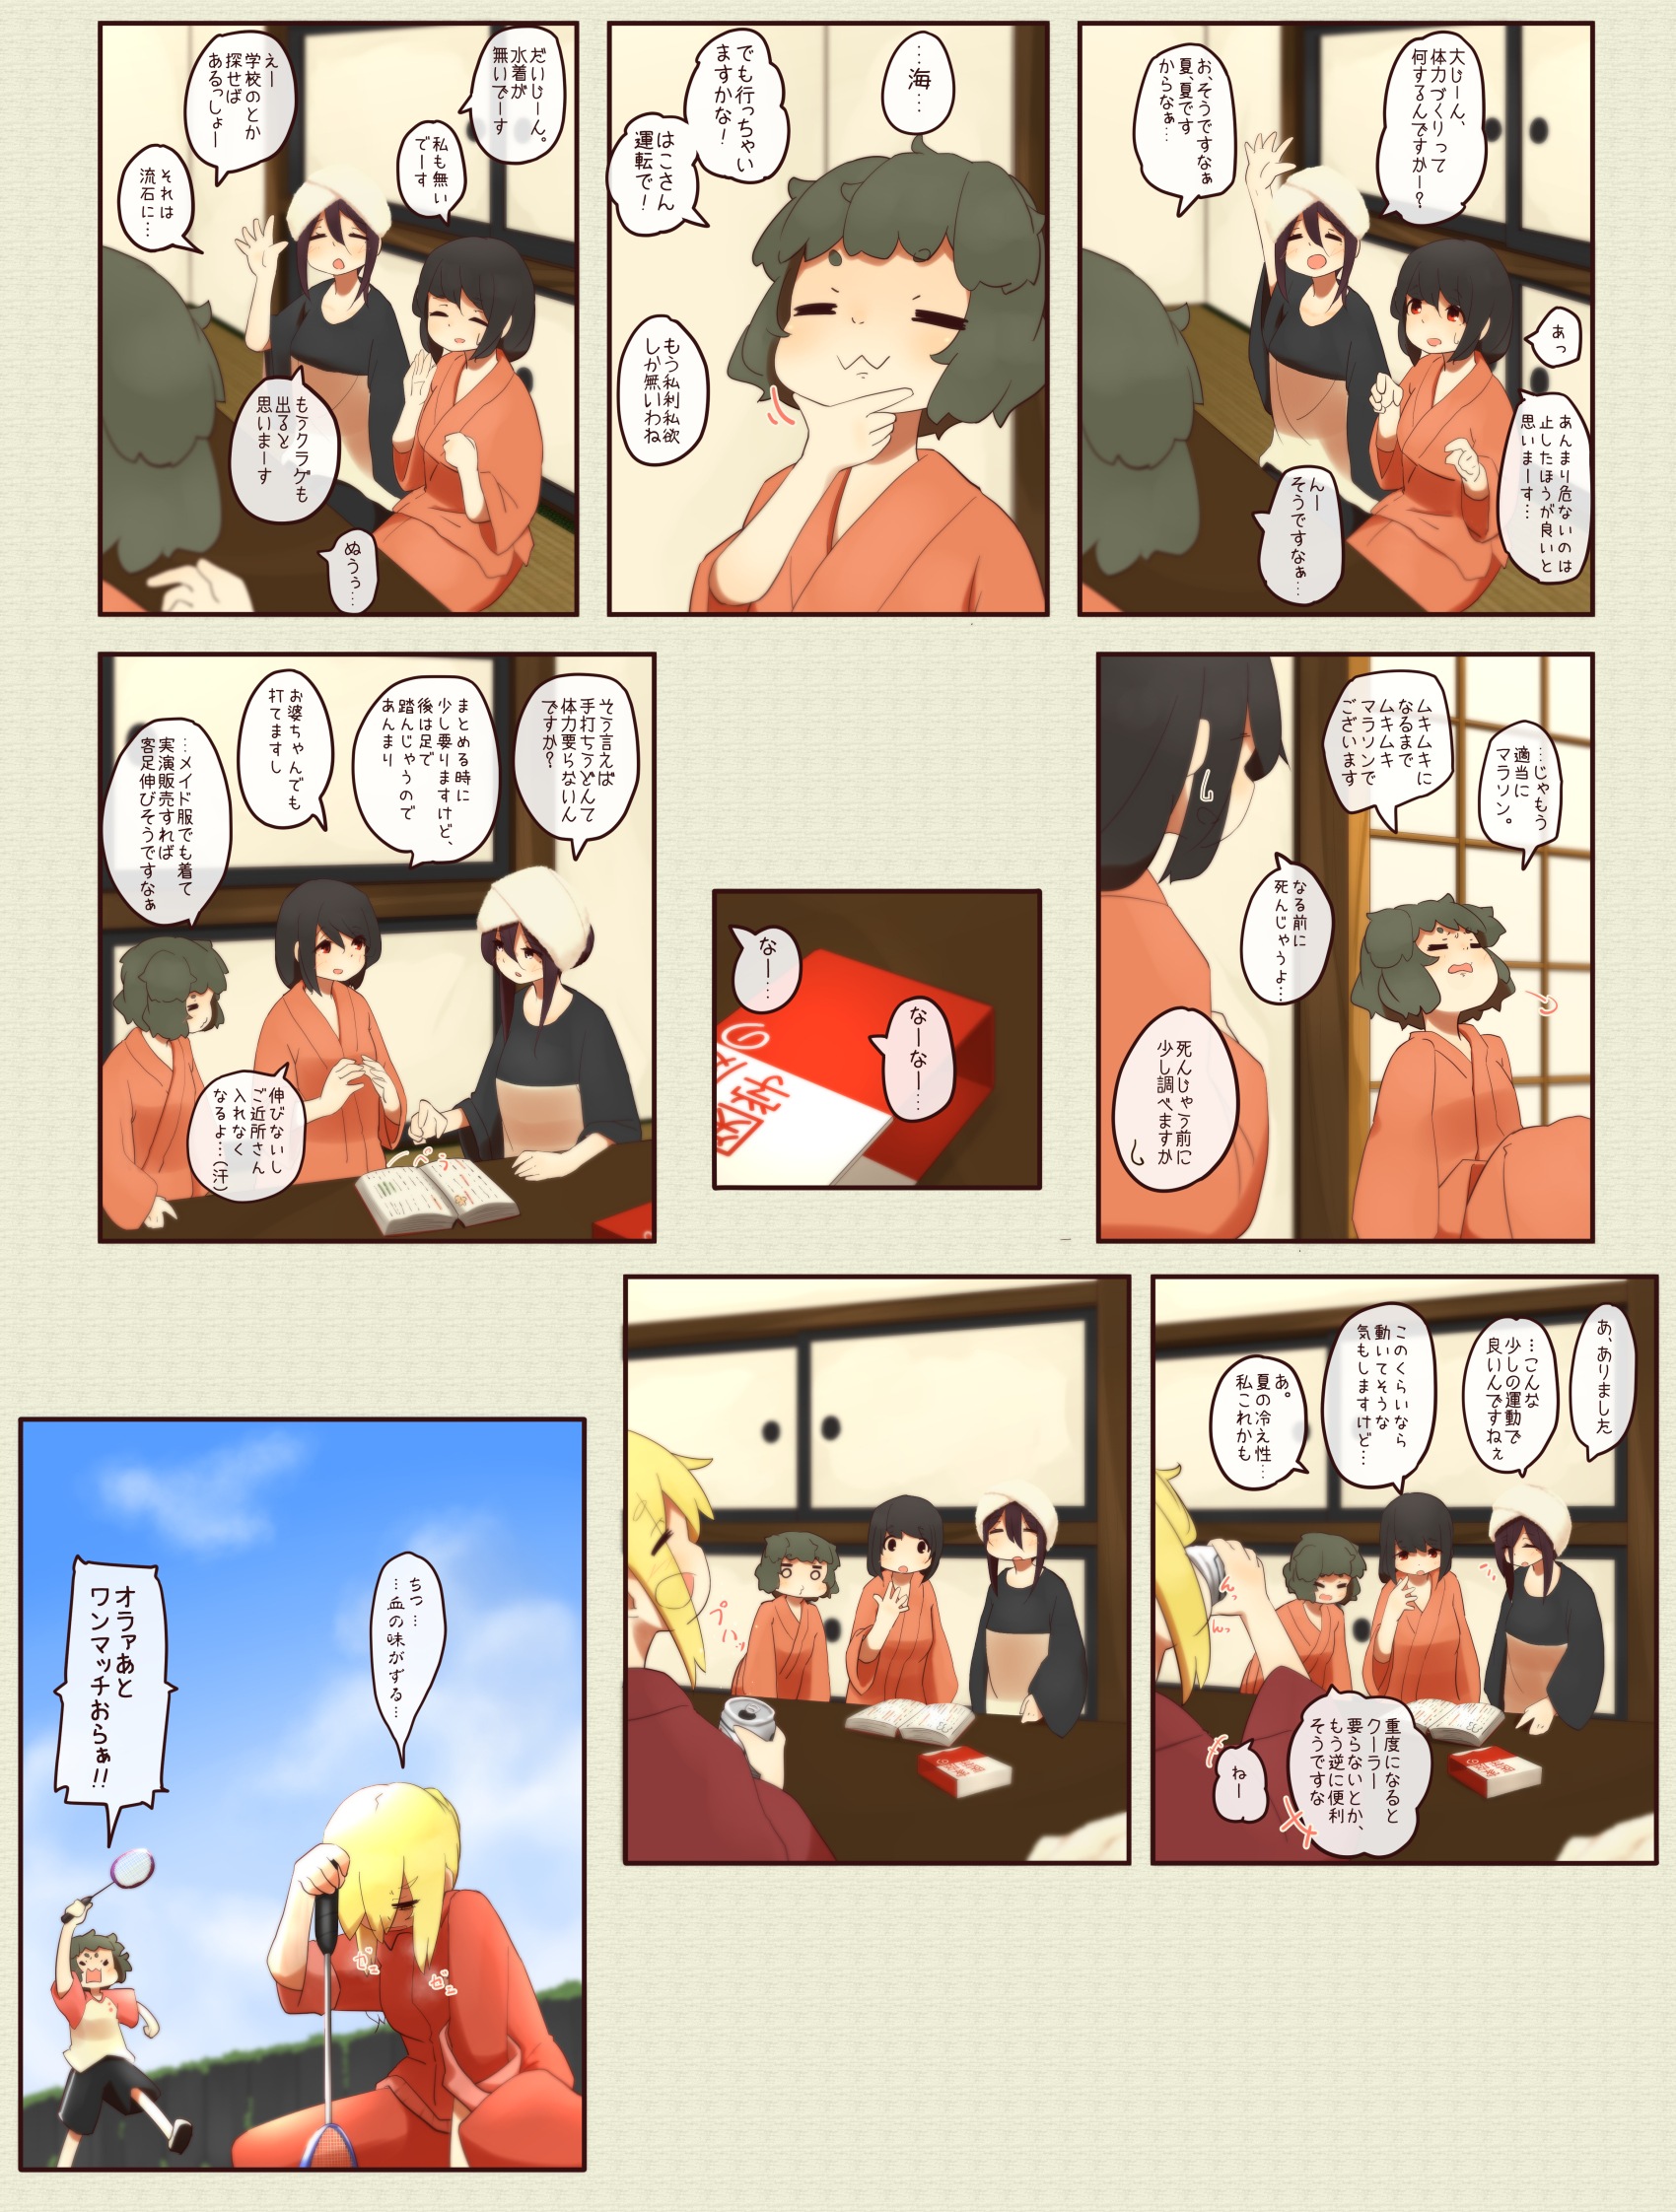 大じーん、
体力づくりって
何するんですかー?
お、そうですなぁ
夏、夏です
からなぁ…
あっ
あんまり危ないのは
止したほうが良いと
思いまーす…
んー
そうですなぁ…
…海…
でも行っちゃい
ますかな!
はこさん
運転で!
もう私利私欲
しか無いわね
だいじーん。
水着が
無いでーす
私も無い
でーす
えー
学校のとか
探せば
あるっしょー
それは
流石に…
もうクラゲも
出ると
思いまーす
ぬぅぅ…
…じゃもう
適当に
マラソン。
ムキムキに
なるまで
ムキムキ
マラソンで
ございます
なる前に
死んじゃうよ…
死んじゃう前に
少し調べますか
なー…
なーなー…
そう言えば
手打ちうどんて
体力要らないん
ですか?
まとめる時に
少し要りますけど、
後は足で
踏んじゃうので
あんまり
お婆ちゃんでも
打てますし
…メイド服でも着て
実演販売すれば
客足伸びそうですなぁ
伸びないし
ご近所さん
入れなく
なるよ…(汗)
あ、ありました
…こんな
少しの運動で
良いんですねぇ
このくらいなら
動いてそうな
気もしますけど…
あ。
夏の冷え性…
私これかも
んっ
んっ
重度になると
クーラー
要らないとか、
もう逆に便利
そうですな
ねー
プハッ
ちっ…
…血の味がずる…
オラァあと
ワンマッチおらぁ!!